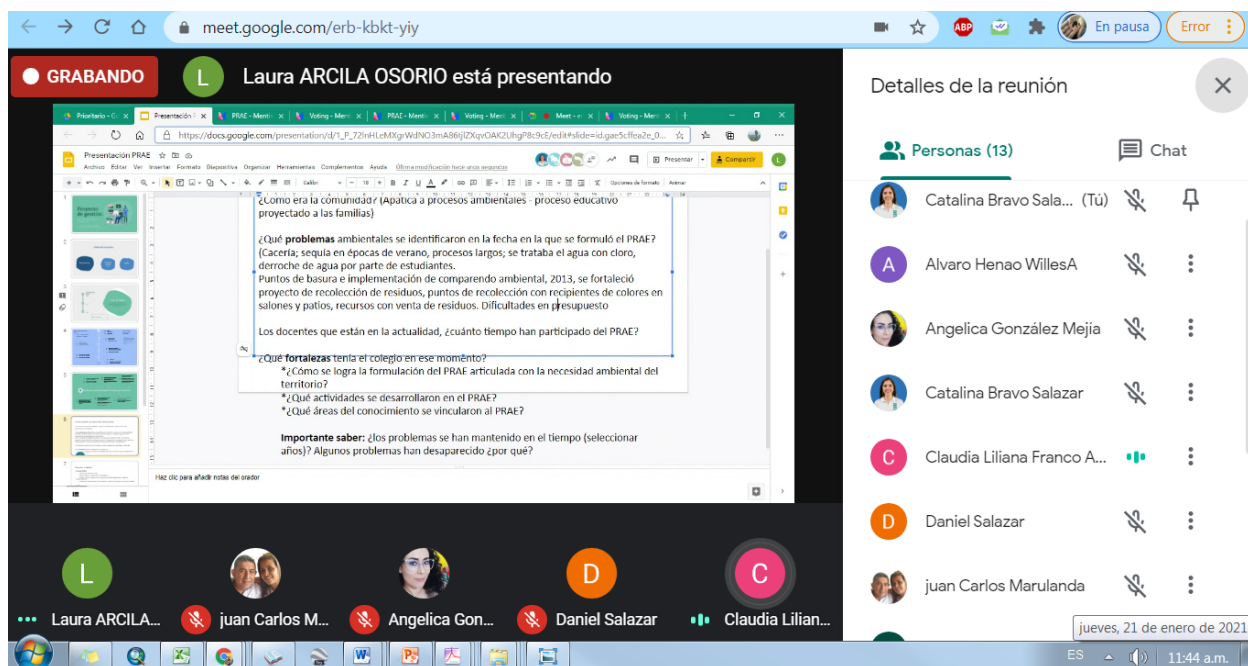 meet.google.com/erb-kbkt-yiy
ABP
En pausa
Error
GRABANDO
L
Laura ARCILA OSORIO está presentando
Presentación PRAE
Archivo Editar Ver Insertar Formato Diapositiva Organizar Herramientas Complementos Ayuda Última modificación hace unos segundos
Presentar
Compartir
L
Calibri
18
Opciones de formato
Animar
¿Cómo era la comunidad? (Apática a procesos ambientales - proceso educativo
proyectado a las familias)
¿Qué problemas ambientales se identificaron en la fecha en la que se formuló el PRAE?
(Cacería; sequía en épocas de verano, procesos largos; se trataba el agua con cloro,
derroche de agua por parte de estudiantes.
Puntos de basura e implementación de comparendo ambiental, 2013, se fortaleció
proyecto de recolección de residuos, puntos de recolección con recipientes de colores en
salones y patios, recursos con venta de residuos. Dificultades en presupuesto
Los docentes que están en la actualidad, ¿cuánto tiempo han participado del PRAE?
¿Qué fortalezas tenía el colegio en ese momento?
*¿Cómo se logra la formulación del PRAE articulada con la necesidad ambiental del
territorio?
*¿Qué actividades se desarrollaron en el PRAE?
*¿Qué áreas del conocimiento se vincularon al PRAE?
Importante saber: ¿los problemas se han mantenido en el tiempo (seleccionar
años)? Algunos problemas han desaparecido ¿por qué?
Haz clic para añadir notas del orador
L
D
C
Laura ARCILA...
juan Carlos M...
Angelica Gon...
Daniel Salazar
Claudia Lilian...
Detalles de la reunión
Personas (13)
Chat
Catalina Bravo Sala... (Tú)
A
Alvaro Henao WillesA
Angelica González Mejía
Catalina Bravo Salazar
C
Claudia Liliana Franco A...
D
Daniel Salazar
juan Carlos Marulanda
jueves, 21 de enero de 2021
ES
11:44 a.m.